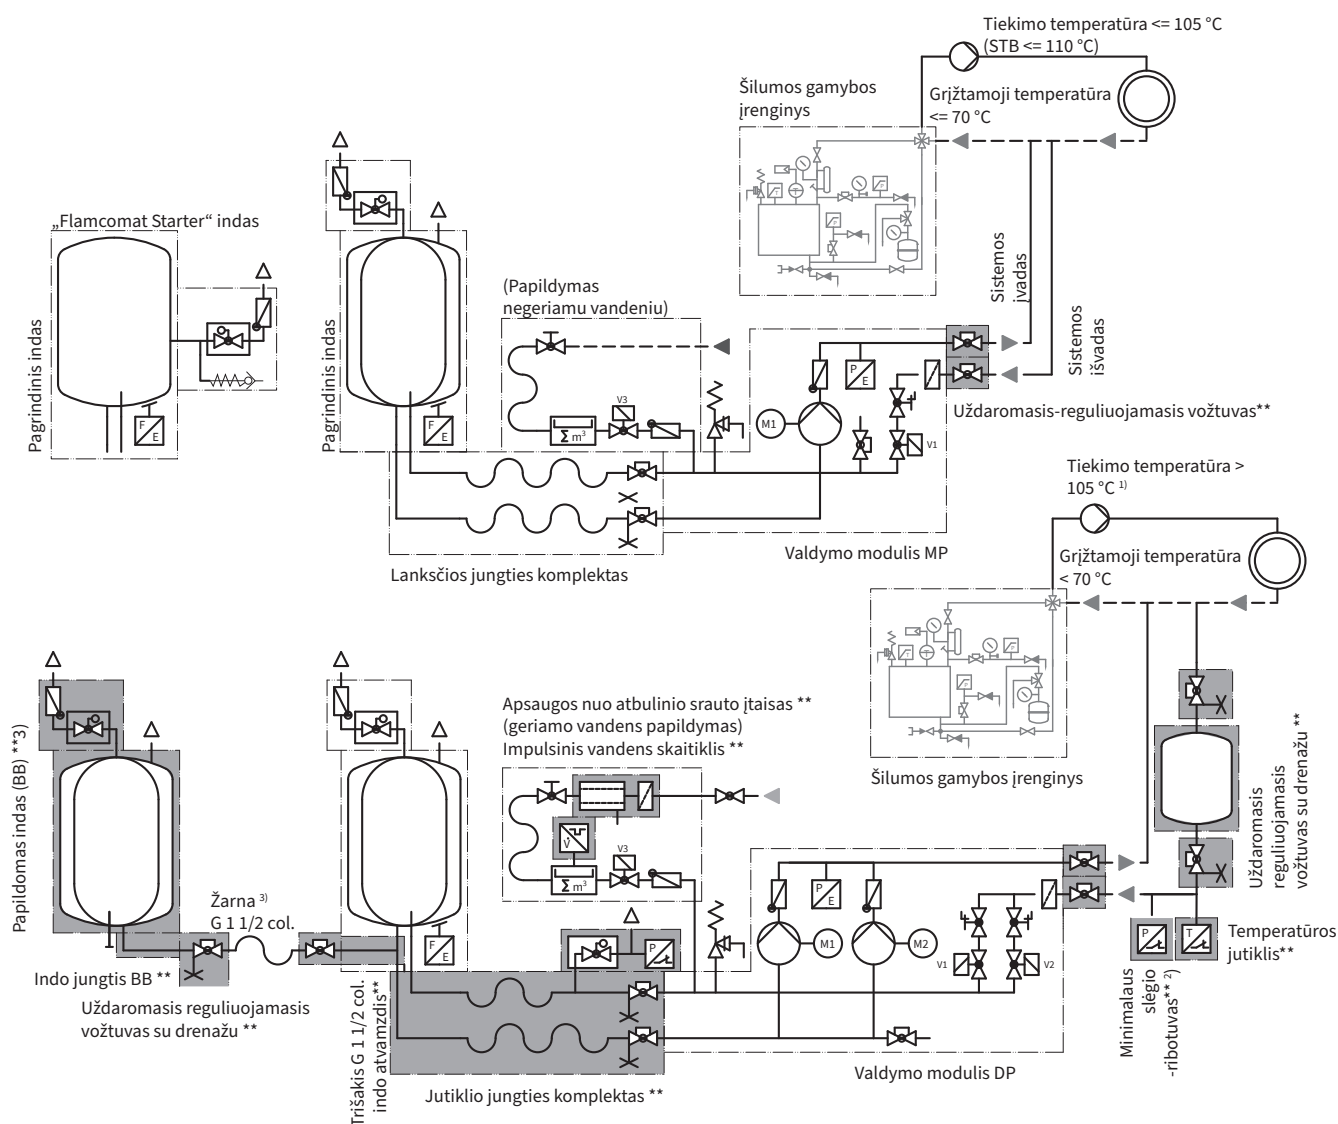 Tiekimo temperatūra <= 105 °C
(STB <= 110 °C)
Šilumos gamybos
įrenginys
Grįžtamoji temperatūra
<= 70 °C
„Flamcomat Starter“ indas
Pagrindinis indas
F
E
Pagrindinis indas
F
E
(Papildymas
negeriamu vandeniu)
V3
Σ m³
M1
P
E
V1
Sistemos
įvadas
Sistemos
išvadas
Uždaromasis-reguliuojamasis vožtuvas**
Valdymo modulis MP
Lanksčios jungties komplektas
Tiekimo temperatūra >
105 °C ¹⁾
Grįžtamoji temperatūra
< 70 °C
Šilumos gamybos įrenginys
Papildomas indas (BB) **3)
Indo jungtis BB **
Uždaromasis reguliuojamasis
vožtuvas su drenažu **
Žarna ³⁾
G 1 1/2 col.
F
E
Trišakis G 1 1/2 col.
indo atvamzdis**
Apsaugos nuo atbulinio srauto įtaisas **
(geriamo vandens papildymas)
Impulsinis vandens skaitiklis **
V̇
V3
Σ m³
P
Jutiklio jungties komplektas **
P
E
M1
M2
V1
V2
Valdymo modulis DP
Uždaromasis
reguliuojamasis
vožtuvas su drenažu **
P
T
Temperatūros
jutiklis**
Minimalaus
slėgio
-ribotuvas** ²⁾